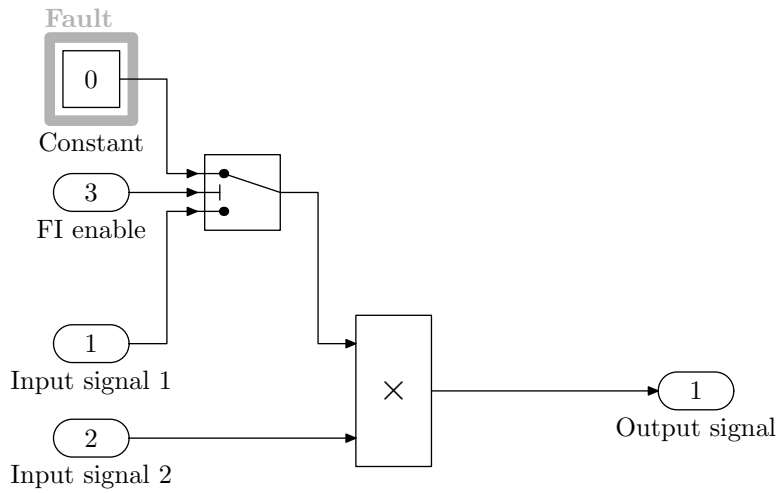 Fault
0
Constant
3
FI enable
1
Input signal 1
×
1
Output signal
2
Input signal 2